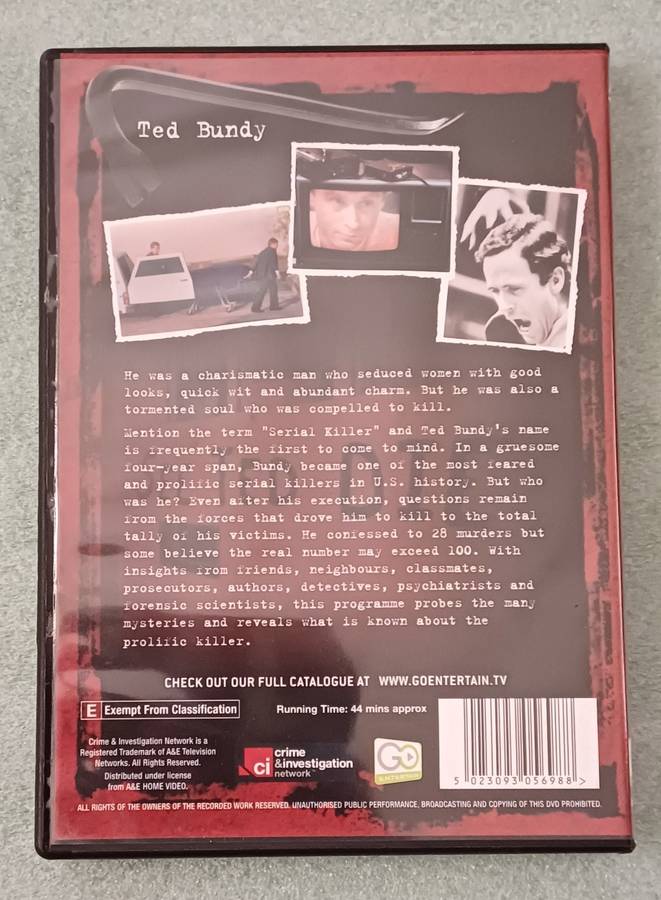 Ted Bundy
He was a charismatic man who seduced women with good
looks, quick wit and abundant charm. But he was also a
tormented soul who was compelled to kill.
Mention the term "Serial Killer" and Ted Bundy's name
is frequently the first to come to mind. In a gruesome
four-year span, Bundy became one of the most feared
and prolific serial killers in U.S. history. But who
was he? Even after his execution, questions remain
from the forces that drove him to kill to the total
tally of his victims. He confessed to 28 murders but
some believe the real number may exceed 100. With
insights from friends, neighbours, classmates,
prosecutors, authors, detectives, psychiatrists and
forensic scientists, this programme probes the many
mysteries and reveals what is known about the
prolific killer.
CHECK OUT OUR FULL CATALOGUE AT WWW.GOENTERTAIN.TV
E Exempt From Classification
Running Time: 44 mins approx
Crime & Investigation Network is a
Registered Trademark of A&E Television
Networks. All Rights Reserved.
Distributed under license
from A&E HOME VIDEO.
ci crime
&investigation
network™
GO
ENTERTAIN
5 023093 056988 >
ALL RIGHTS OF THE OWNERS OF THE RECORDED WORK RESERVED. UNAUTHORISED PUBLIC PERFORMANCE, BROADCASTING AND COPYING OF THIS DVD PROHIBITED.